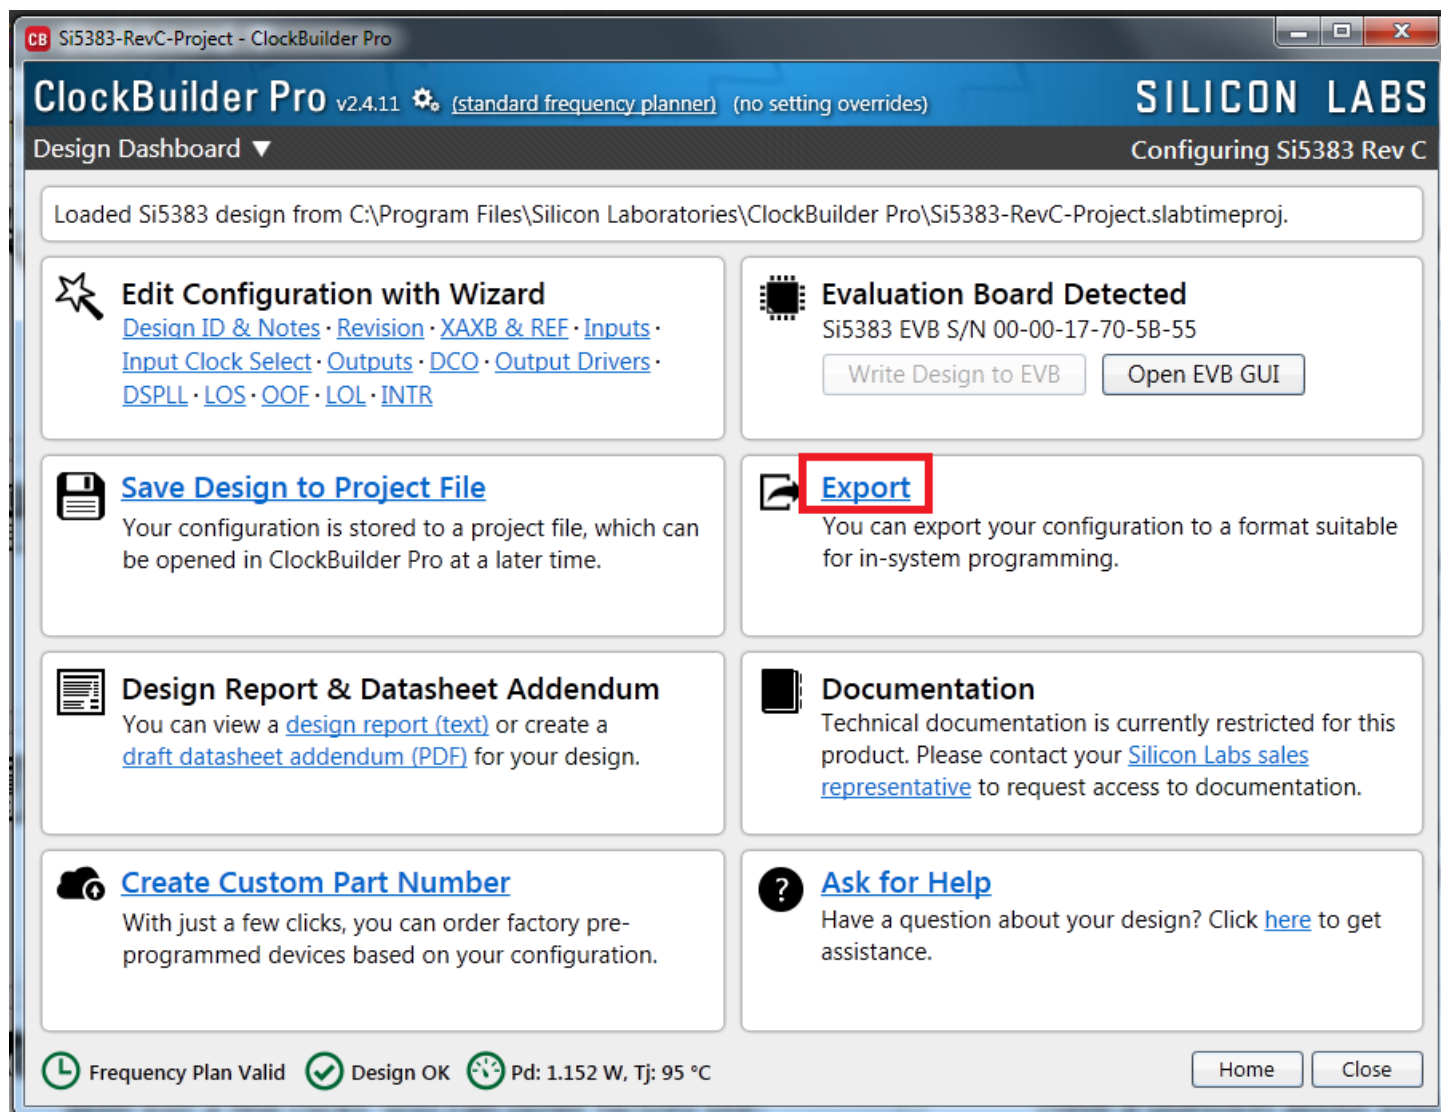 CB Si5383-RevC-Project - ClockBuilder Pro
ClockBuilder Pro v2.4.11 (standard frequency planner) (no setting overrides) SILICON LABS
Design Dashboard ▼ Configuring Si5383 Rev C
Loaded Si5383 design from C:\Program Files\Silicon Laboratories\ClockBuilder Pro\Si5383-RevC-Project.slabtimeproj.
Edit Configuration with Wizard
Design ID & Notes · Revision · XAXB & REF · Inputs ·
Input Clock Select · Outputs · DCO · Output Drivers ·
DSPLL · LOS · OOF · LOL · INTR
Evaluation Board Detected
Si5383 EVB S/N 00-00-17-70-5B-55
Write Design to EVB Open EVB GUI
Save Design to Project File
Your configuration is stored to a project file, which can
be opened in ClockBuilder Pro at a later time.
Export
You can export your configuration to a format suitable
for in-system programming.
Design Report & Datasheet Addendum
You can view a design report (text) or create a
draft datasheet addendum (PDF) for your design.
Documentation
Technical documentation is currently restricted for this
product. Please contact your Silicon Labs sales
representative to request access to documentation.
Create Custom Part Number
With just a few clicks, you can order factory pre-
programmed devices based on your configuration.
? Ask for Help
Have a question about your design? Click here to get
assistance.
Frequency Plan Valid Design OK Pd: 1.152 W, Tj: 95 °C Home Close